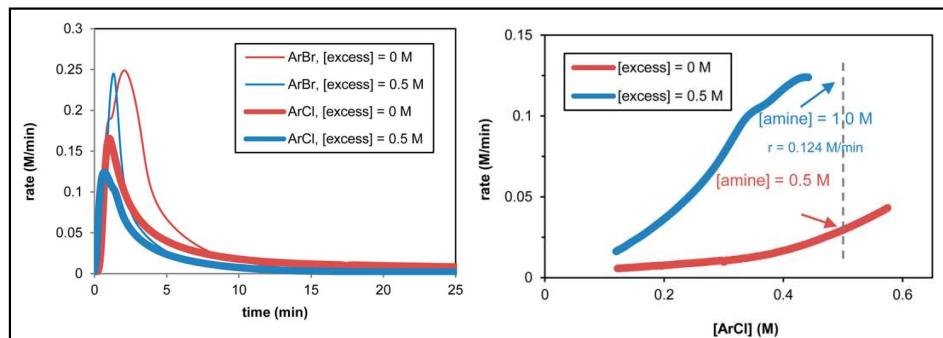 0.3
0.25
0.2
0.15
0.1
0.05
0
rate (M/min)
0 5 10 15 20 25
time (min)
ArBr, [excess] = 0 M
ArBr, [excess] = 0.5 M
ArCl, [excess] = 0 M
ArCl, [excess] = 0.5 M
0.15
0.1
0.05
0
rate (M/min)
0 0.2 0.4 0.6
[ArCl] (M)
[excess] = 0 M
[excess] = 0.5 M
[amine] = 1.0 M
r = 0.124 M/min
[amine] = 0.5 M